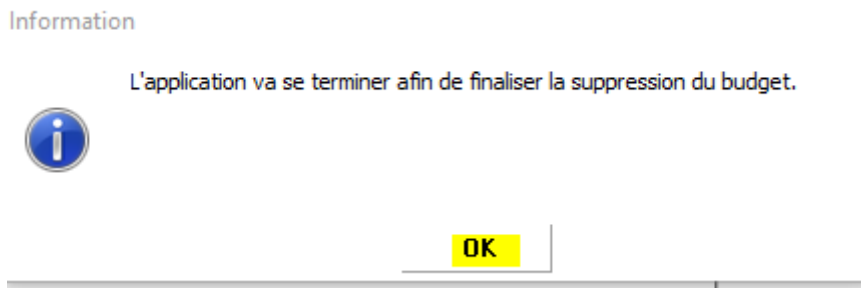 Information
L'application va se terminer afin de finaliser la suppression du budget.
OK